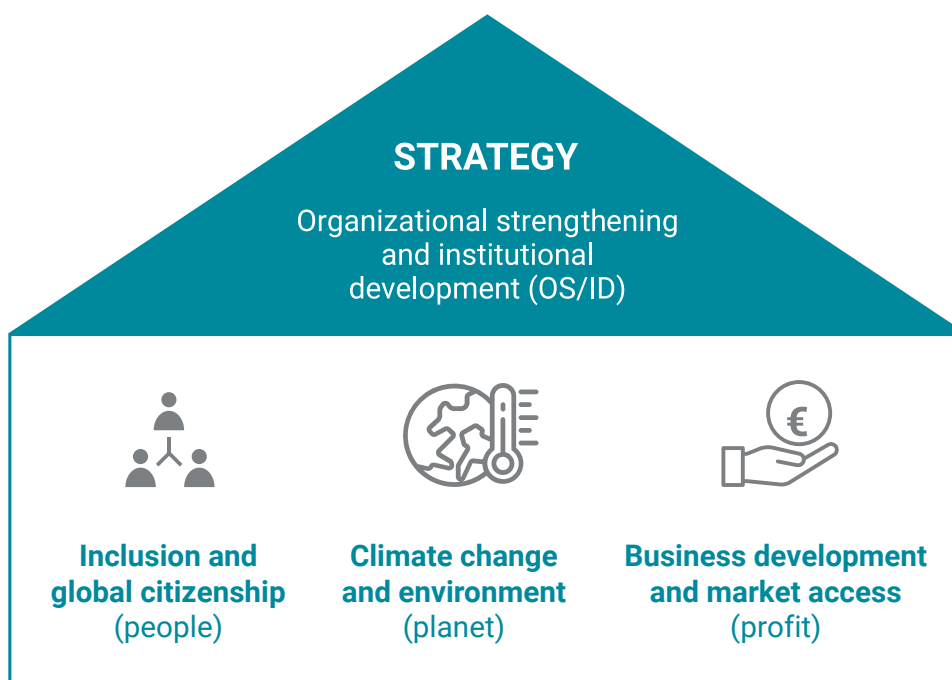 STRATEGY
Organizational strengthening
and institutional
development (OS/ID)
€
Inclusion and
global citizenship
(people)
Climate change
and environment
(planet)
Business development
and market access
(profit)